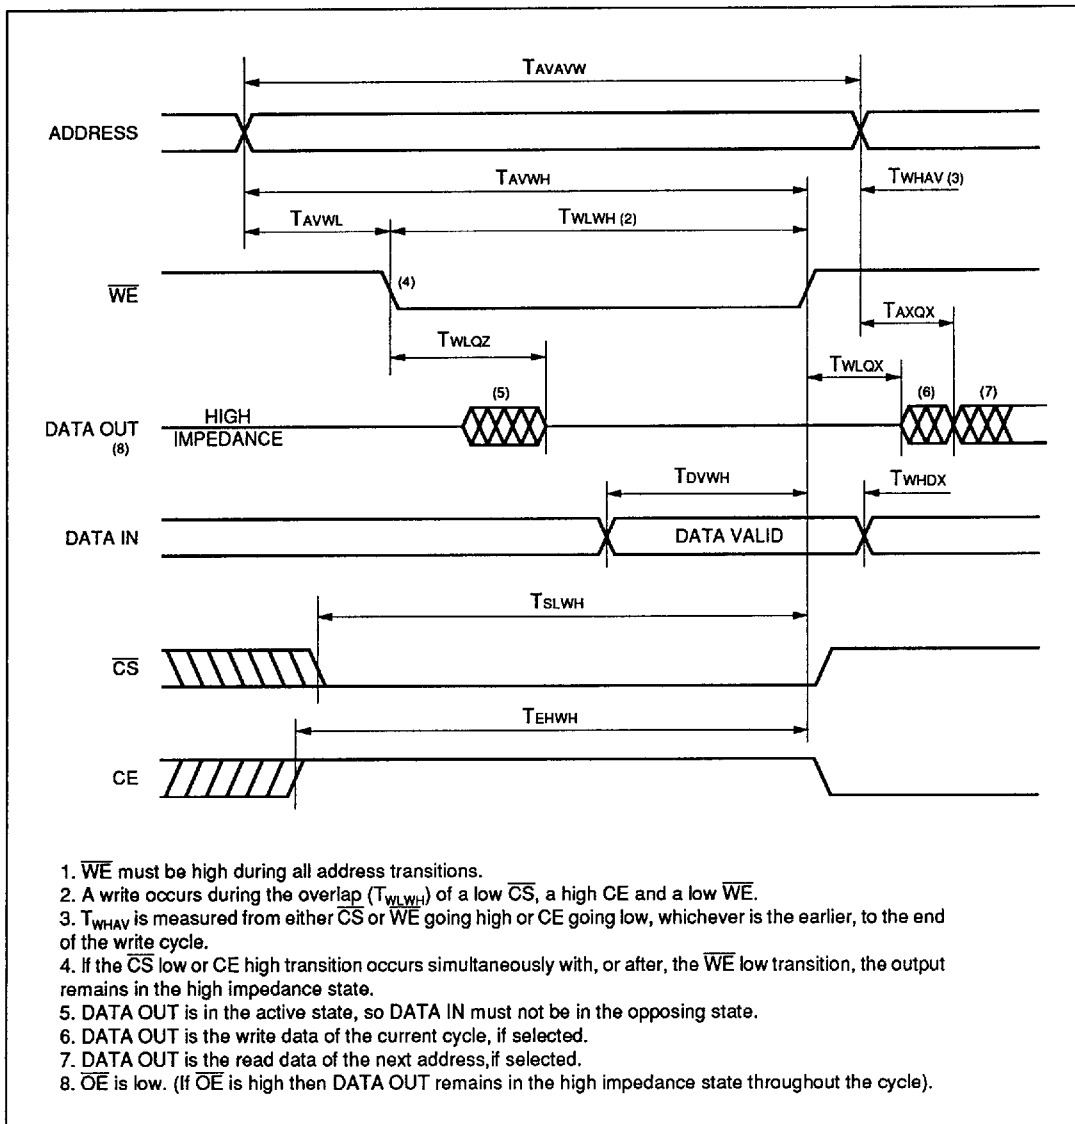 TAVAVW
ADDRESS
TAVWH
TWHAV (3)
TAVWL
TWLWH (2)
WE
(4)
TAXQX
TWLQZ
TWLQX
(5)
(6)
(7)
DATA OUT
(8)
HIGH
IMPEDANCE
TDVWH
TWHDX
DATA IN
DATA VALID
TSLWH
CS
TEHWH
CE
1. WE must be high during all address transitions.
2. A write occurs during the overlap (TWLWH) of a low CS, a high CE and a low WE.
3. TWHAV is measured from either CS or WE going high or CE going low, whichever is the earlier, to the end
of the write cycle.
4. If the CS low or CE high transition occurs simultaneously with, or after, the WE low transition, the output
remains in the high impedance state.
5. DATA OUT is in the active state, so DATA IN must not be in the opposing state.
6. DATA OUT is the write data of the current cycle, if selected.
7. DATA OUT is the read data of the next address,if selected.
8. OE is low. (If OE is high then DATA OUT remains in the high impedance state throughout the cycle).